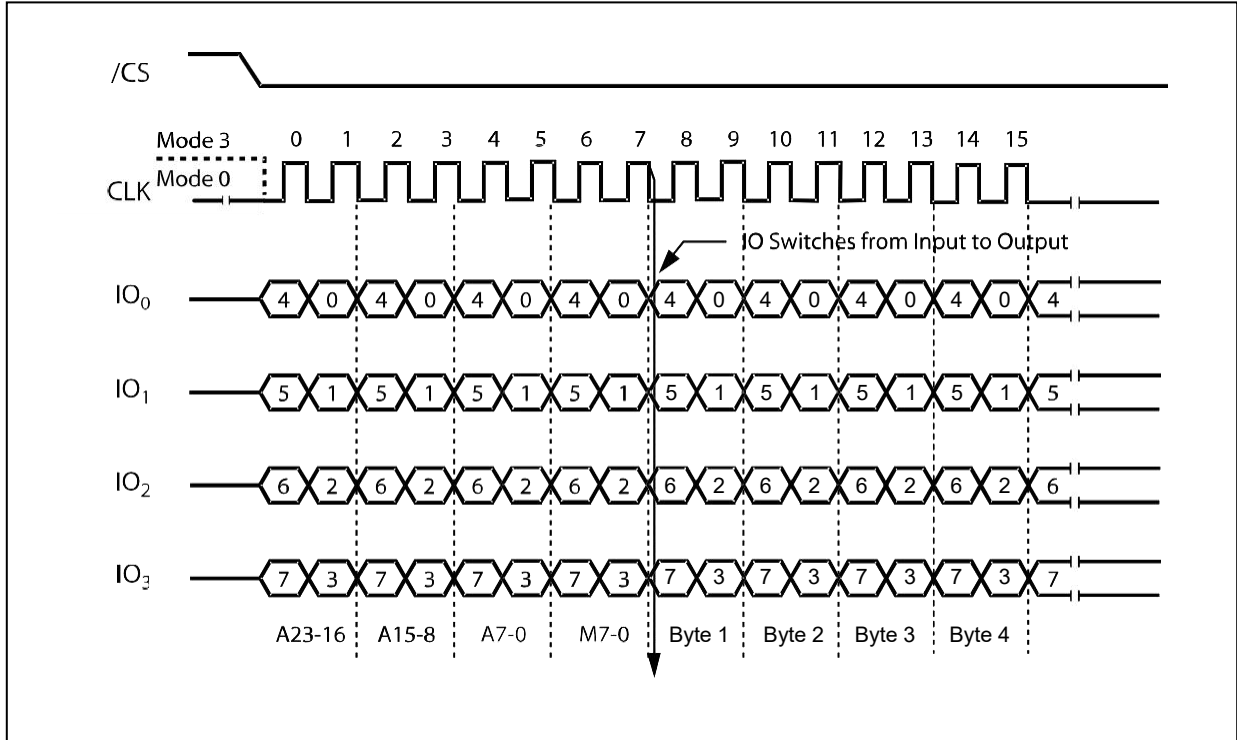 /CS
Mode 3
0 1 2 3 4 5 6 7 8 9 10 11 12 13 14 15
CLK Mode 0
IO Switches from Input to Output
IO0 4 0 4 0 4 0 4 0 4 0 4 0 4 0 4 0 4
IO1 5 1 5 1 5 1 5 1 5 1 5 1 5 1 5 1 5
IO2 6 2 6 2 6 2 6 2 6 2 6 2 6 2 6 2 6
IO3 7 3 7 3 7 3 7 3 7 3 7 3 7 3 7 3 7
A23-16 A15-8 A7-0 M7-0 Byte 1 Byte 2 Byte 3 Byte 4